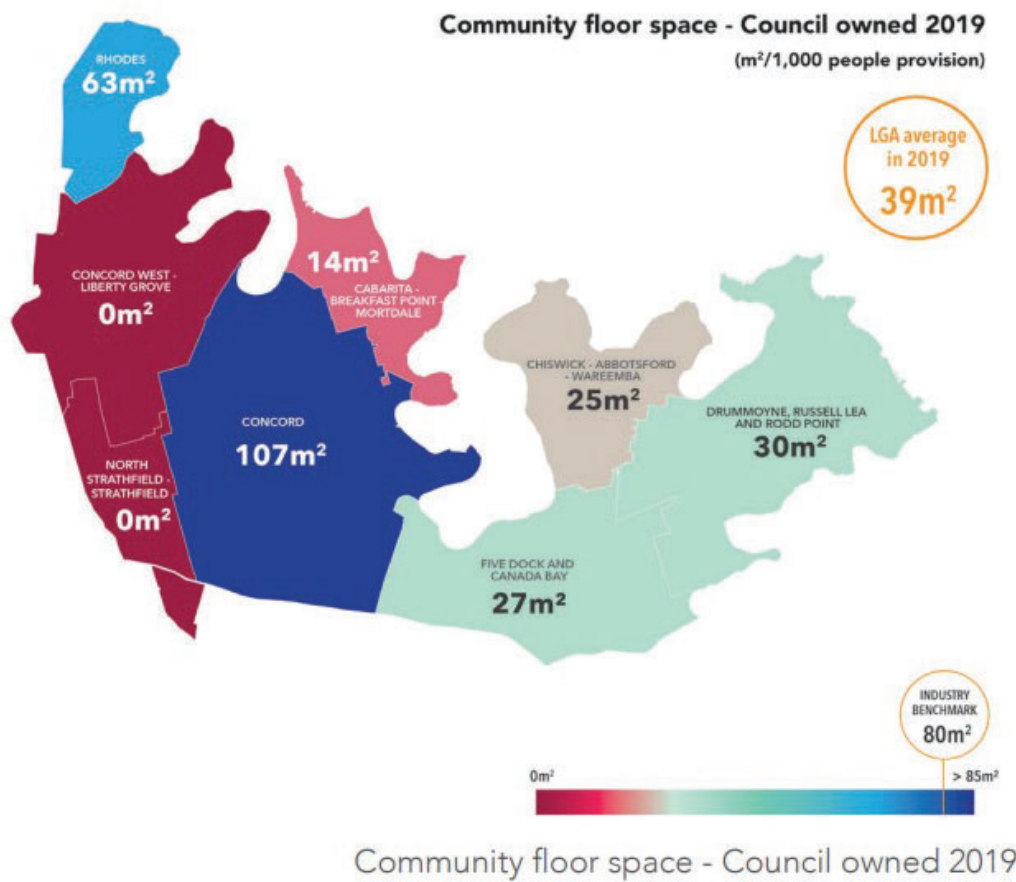 Community floor space - Council owned 2019
(m²/1,000 people provision)
LGA average
in 2019
39m²
RHODES
63m²
CONCORD WEST -
LIBERTY GROVE
0m²
14m²
CABARITA -
BREAKFAST POINT -
MORTDALE
CHISWICK - ABBOTSFORD
- WAREEMBA
25m²
DRUMMOYNE, RUSSELL LEA
AND RODD POINT
30m²
CONCORD
107m²
NORTH
STRATHFIELD -
STRATHFIELD
0m²
FIVE DOCK AND
CANADA BAY
27m²
INDUSTRY
BENCHMARK
80m²
0m²
> 85m²
Community floor space - Council owned 2019